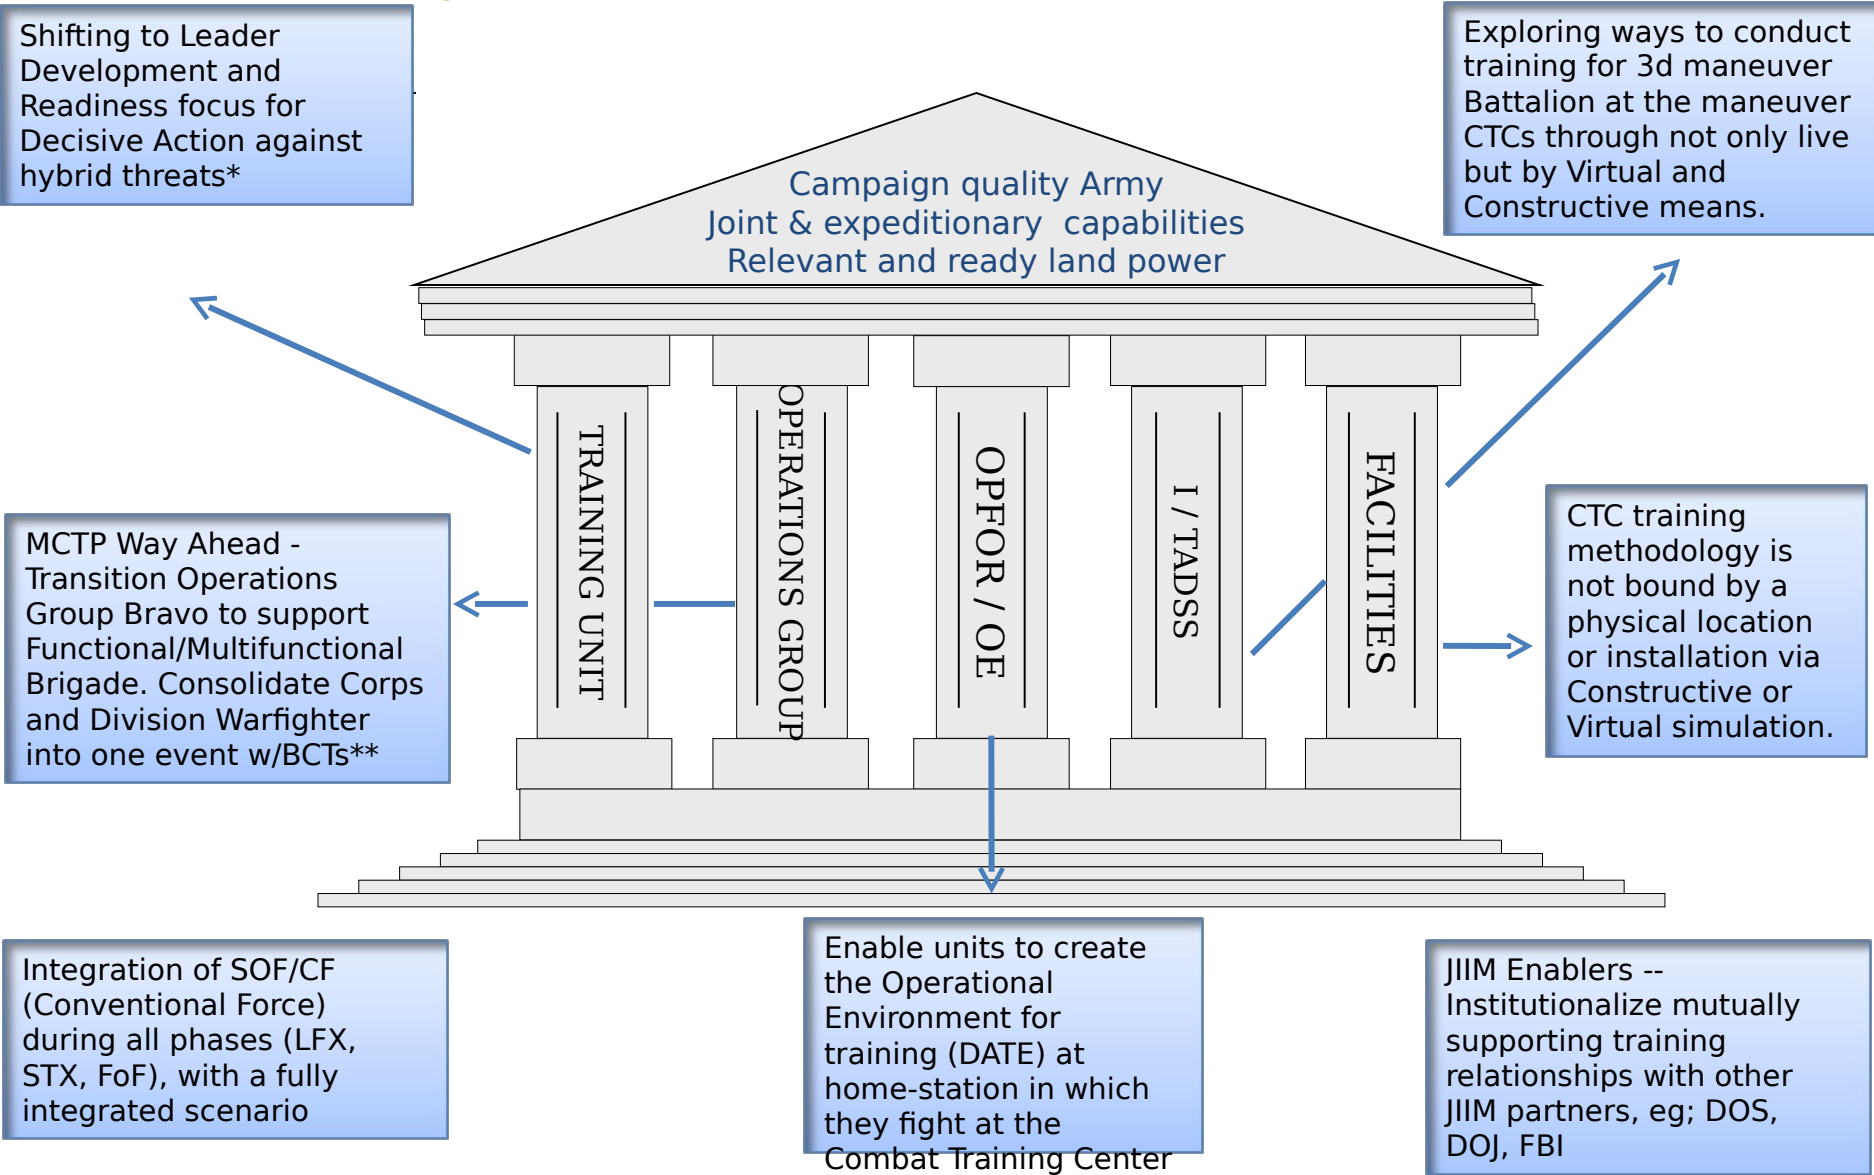 Shifting to Leader
Development and
Readiness focus for
Decisive Action against
hybrid threats*
Exploring ways to conduct
training for 3d maneuver
Battalion at the maneuver
CTCs through not only live
but by Virtual and
Constructive means.
Campaign quality Army
Joint & expeditionary capabilities
Relevant and ready land power
TRAINING UNIT
OPERATIONS GROUP
OPFOR / OE
I / TADSS
FACILITIES
MCTP Way Ahead -
Transition Operations
Group Bravo to support
Functional/Multifunctional
Brigade. Consolidate Corps
and Division Warfighter
into one event w/BCTs**
CTC training
methodology is
not bound by a
physical location
or installation via
Constructive or
Virtual simulation.
Integration of SOF/CF
(Conventional Force)
during all phases (LFX,
STX, FoF), with a fully
integrated scenario
Enable units to create
the Operational
Environment for
training (DATE) at
home-station in which
they fight at the
Combat Training Center
JIIM Enablers --
Institutionalize mutually
supporting training
relationships with other
JIIM partners, eg; DOS,
DOJ, FBI